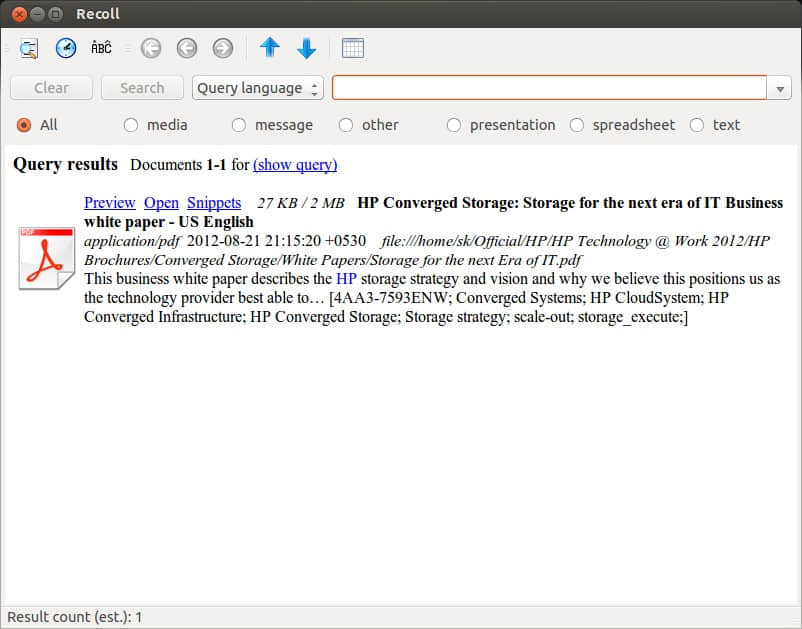 Recoll
ÄBĈ
Clear Search Query language
All media message other presentation spreadsheet text
Query results Documents 1-1 for (show query)
Preview Open Snippets 27 KB / 2 MB HP Converged Storage: Storage for the next era of IT Business
white paper - US English
PDF
application/pdf 2012-08-21 21:15:20 +0530 file:///home/sk/Official/HP/HP Technology @ Work 2012/HP
Brochures/Converged Storage/White Papers/Storage for the next Era of IT.pdf
This business white paper describes the HP storage strategy and vision and why we believe this positions us as
the technology provider best able to… [4AA3-7593ENW; Converged Systems; HP CloudSystem; HP
Converged Infrastructure; HP Converged Storage; Storage strategy; scale-out; storage_execute;]
Result count (est.): 1